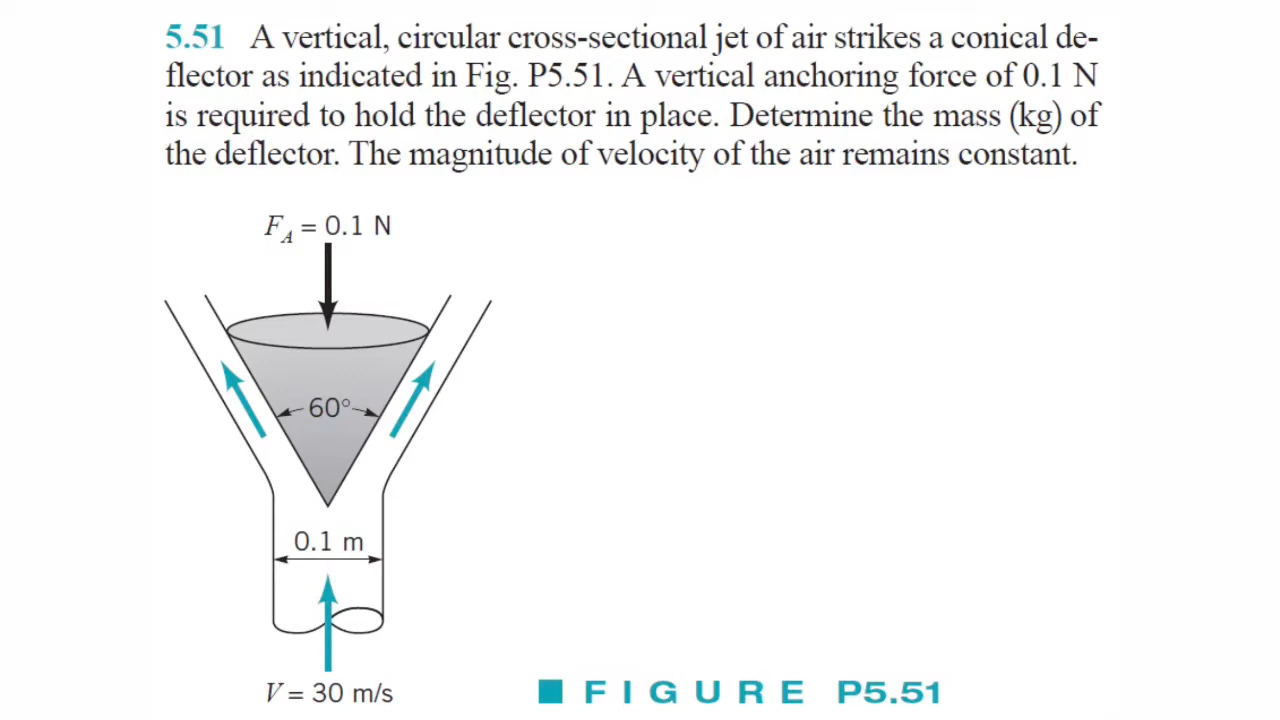 5.51 A vertical, circular cross-sectional jet of air strikes a conical de-
flector as indicated in Fig. P5.51. A vertical anchoring force of 0.1 N
is required to hold the deflector in place. Determine the mass (kg) of
the deflector. The magnitude of velocity of the air remains constant.
F_A = 0.1 N
60°
0.1 m
V = 30 m/s
■ FIGURE P5.51